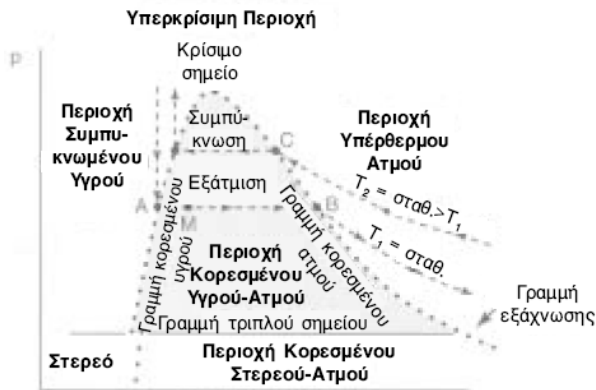 Υπερκρίσιμη Περιοχή
Κρίσιμο
σημείο
P
Περιοχή
Συμπυ-
κνωμένου
Υγρού
Συμπύ-
κνωση
C
Περιοχή
Υπέρθερμου
Ατμού
Εξάτμιση
T₂ = σταθ.>T₁
A
M
B
T₁ = σταθ.
Γραμμή κορεσμένου
υγρού
Γραμμή κορεσμένου
ατμού
Περιοχή
Κορεσμένου
Υγρού-Ατμού
Γραμμή τριπλού σημείου
Γραμμή
εξάχνωσης
Στερεό
Περιοχή Κορεσμένου
Στερεού-Ατμού